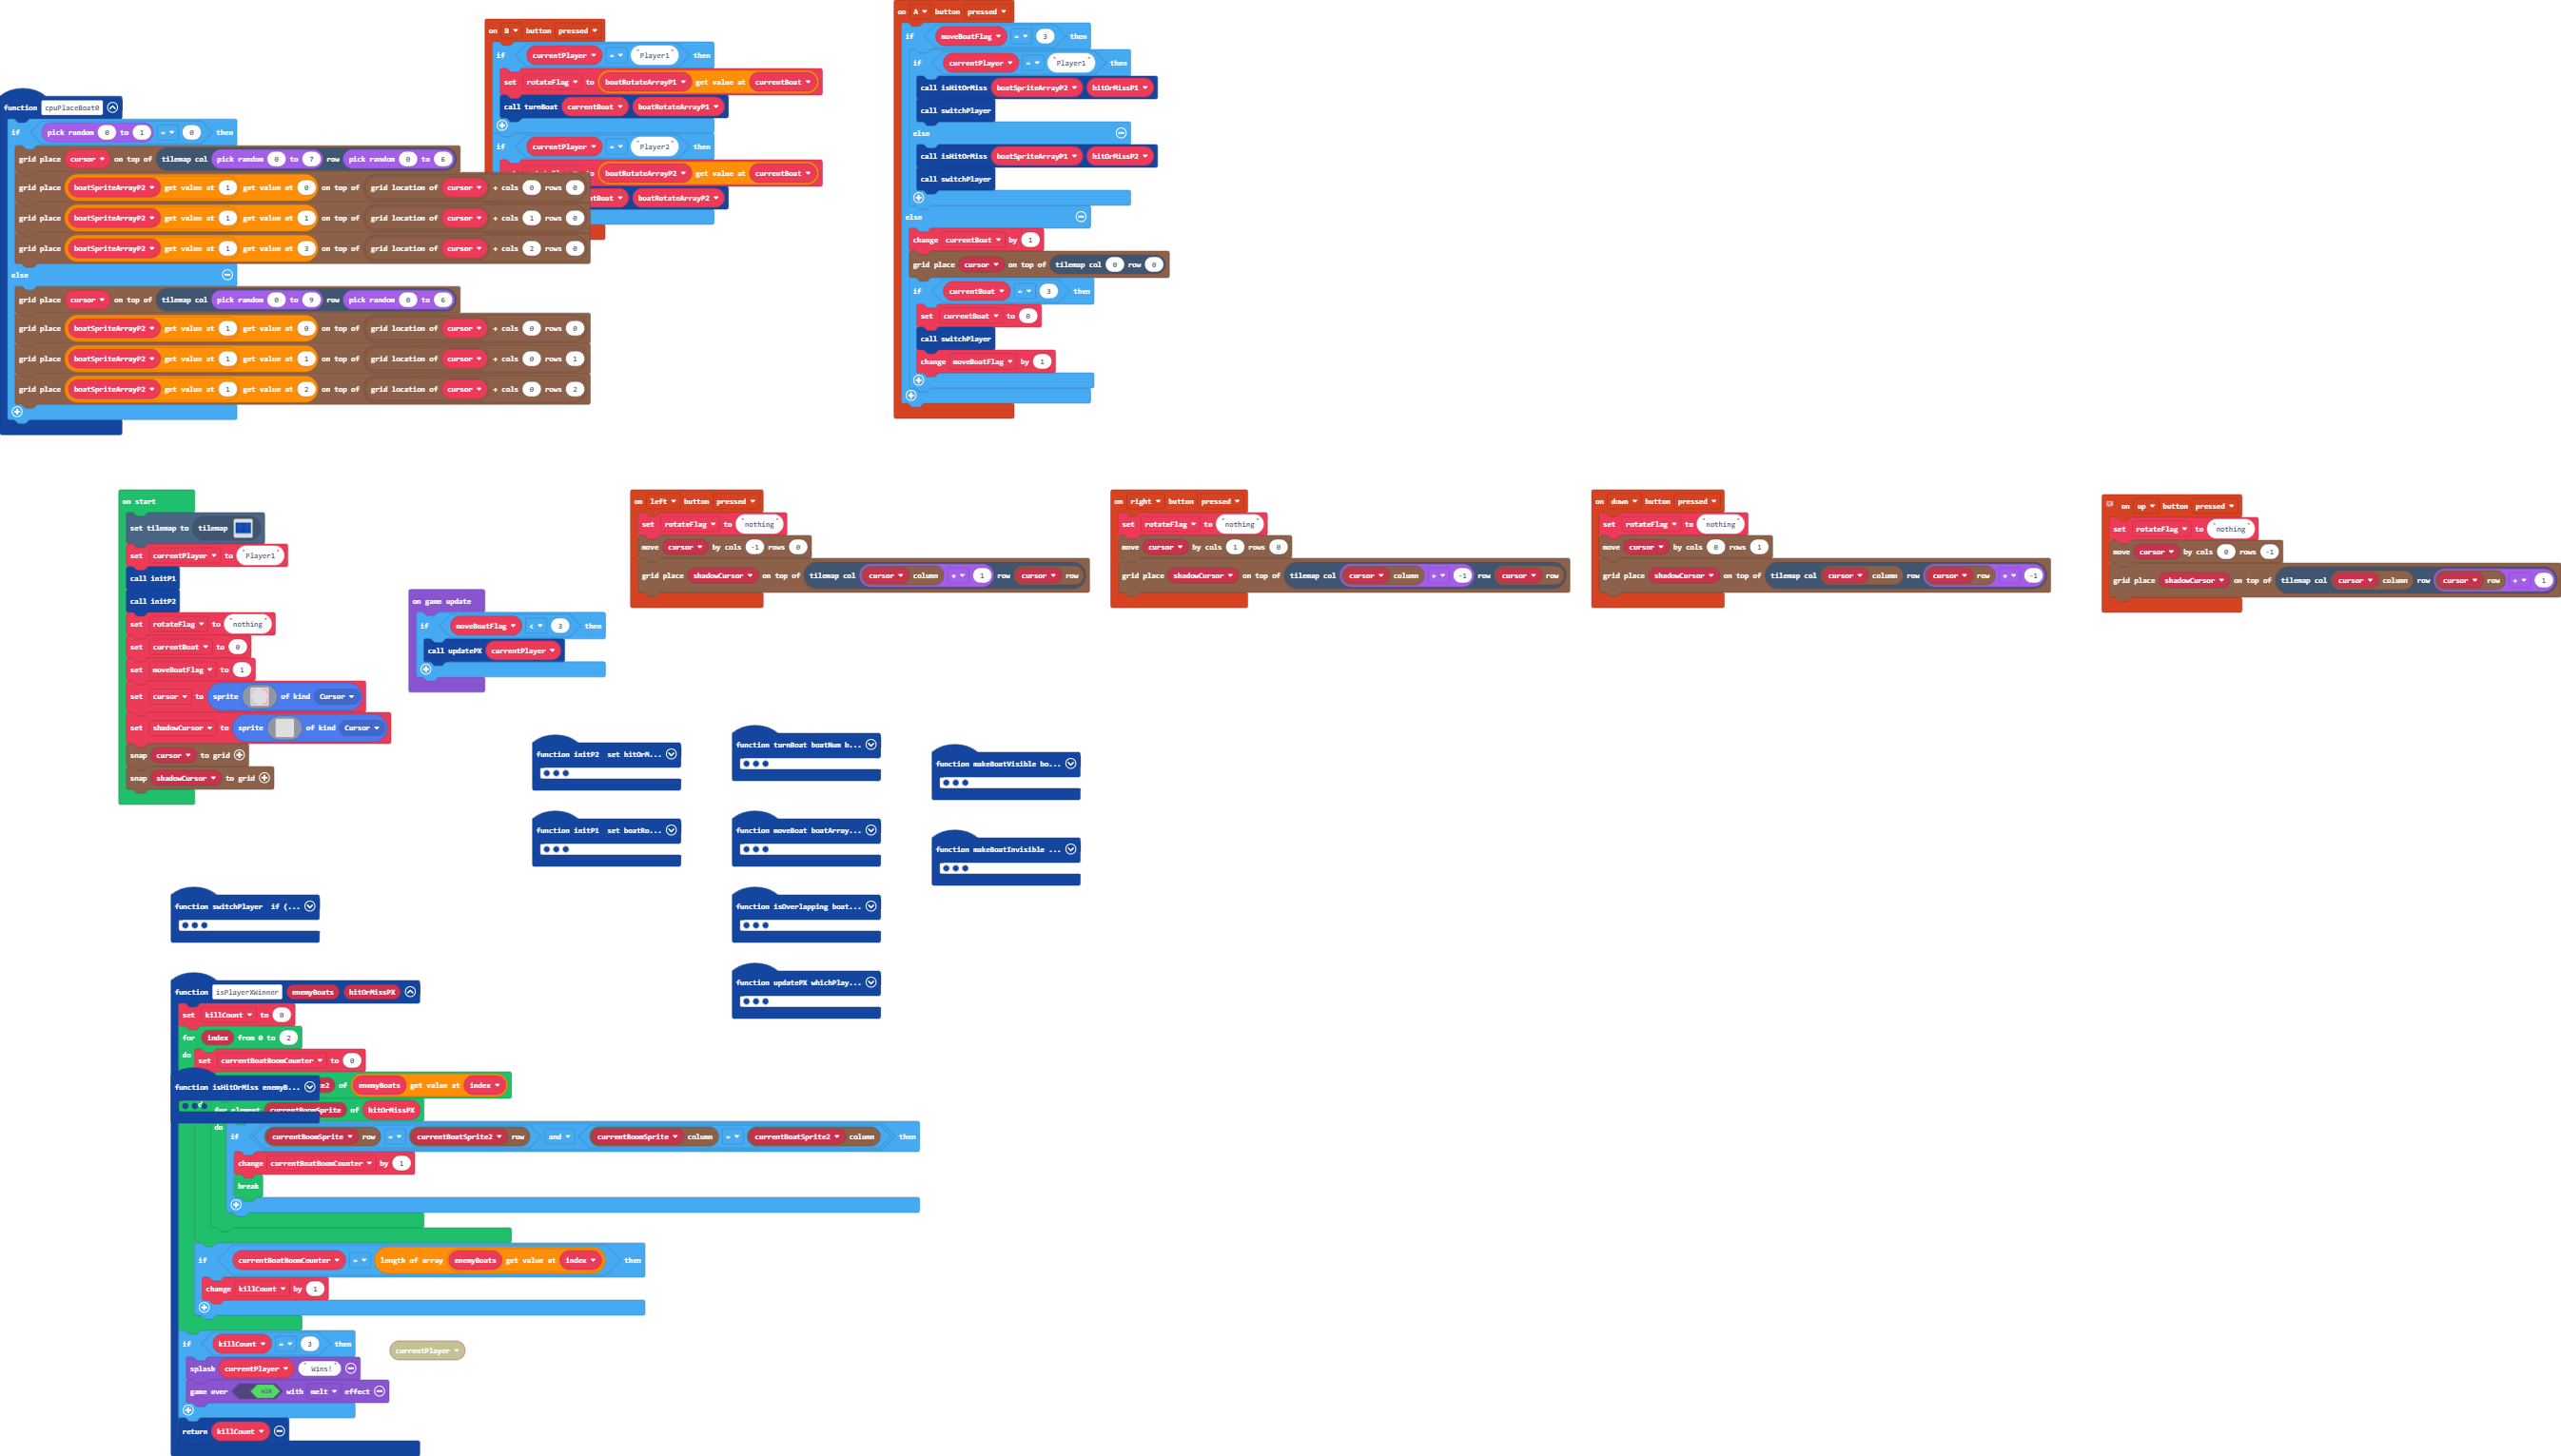 function cpuPlaceBoat0
if pick random 0 to 1 = 0 then
grid place cursor on top of tilemap col pick random 0 to 7 row pick random 0 to 6
grid place boatSpriteArrayP2 get value at 1 get value at 0 on top of grid location of cursor + cols 0 rows 0
grid place boatSpriteArrayP2 get value at 1 get value at 1 on top of grid location of cursor + cols 1 rows 0
grid place boatSpriteArrayP2 get value at 1 get value at 3 on top of grid location of cursor + cols 2 rows 0
else
grid place cursor on top of tilemap col pick random 0 to 9 row pick random 0 to 6
grid place boatSpriteArrayP2 get value at 1 get value at 0 on top of grid location of cursor + cols 0 rows 0
grid place boatSpriteArrayP2 get value at 1 get value at 1 on top of grid location of cursor + cols 0 rows 1
grid place boatSpriteArrayP2 get value at 1 get value at 2 on top of grid location of cursor + cols 0 rows 2
on B button pressed
if currentPlayer = "Player1" then
set rotateFlag to boatRotateArrayP1 get value at currentBoat
call turnBoat currentBoat boatRotateArrayP1
if currentPlayer = "Player2" then
to boatRotateArrayP2 get value at currentBoat
boatRotateArrayP2
on A button pressed
if moveBoatFlag = 3 then
if currentPlayer = "Player1" then
call isHitOrMiss boatSpriteArrayP2 hitOrMissP1
call switchPlayer
else
call isHitOrMiss boatSpriteArrayP1 hitOrMissP2
call switchPlayer
else
change currentBoat by 1
grid place cursor on top of tilemap col 0 row 0
if currentBoat = 3 then
set currentBoat to 0
call switchPlayer
change moveBoatFlag by 1
on start
set tilemap to tilemap
set currentPlayer to "Player1"
call initP1
call initP2
set rotateFlag to "nothing"
set currentBoat to 0
set moveBoatFlag to 1
set cursor to sprite of kind Cursor
set shadowCursor to sprite of kind Cursor
snap cursor to grid
snap shadowCursor to grid
on game update
if moveBoatFlag < 3 then
call updatePX currentPlayer
on left button pressed
set rotateFlag to "nothing"
move cursor by cols -1 rows 0
grid place shadowCursor on top of tilemap col cursor column + 1 row cursor row
on right button pressed
set rotateFlag to "nothing"
move cursor by cols 1 rows 0
grid place shadowCursor on top of tilemap col cursor column + -1 row cursor row
on down button pressed
set rotateFlag to "nothing"
move cursor by cols 0 rows 1
grid place shadowCursor on top of tilemap col cursor column row cursor row + -1
on up button pressed
set rotateFlag to "nothing"
move cursor by cols 0 rows -1
grid place shadowCursor on top of tilemap col cursor column row cursor row + 1
function initP2 set hitOrM...
function turnBoat boatNum b...
function makeBoatVisible bo...
function initP1 set boatRo...
function moveBoat boatArray...
function makeBoatInvisible ...
function switchPlayer if (...
function isOverlapping boat...
function updatePX whichPlay...
function isPlayerXWinner enemyBoats hitOrMissPX
set killCount to 0
for index from 0 to 2
do set currentBoatBoomCounter to 0
function isHitOrMiss enemyB...
of enemyBoats get value at index
for element currentBoomSprite of hitOrMissPX
do
if currentBoomSprite row = currentBoatSprite2 row and currentBoomSprite column = currentBoatSprite2 column then
change currentBoatBoomCounter by 1
break
if currentBoatBoomCounter = length of array enemyBoats get value at index then
change killCount by 1
if killCount = 3 then
currentPlayer
splash currentPlayer " Wins!"
game over WIN with melt effect
return killCount